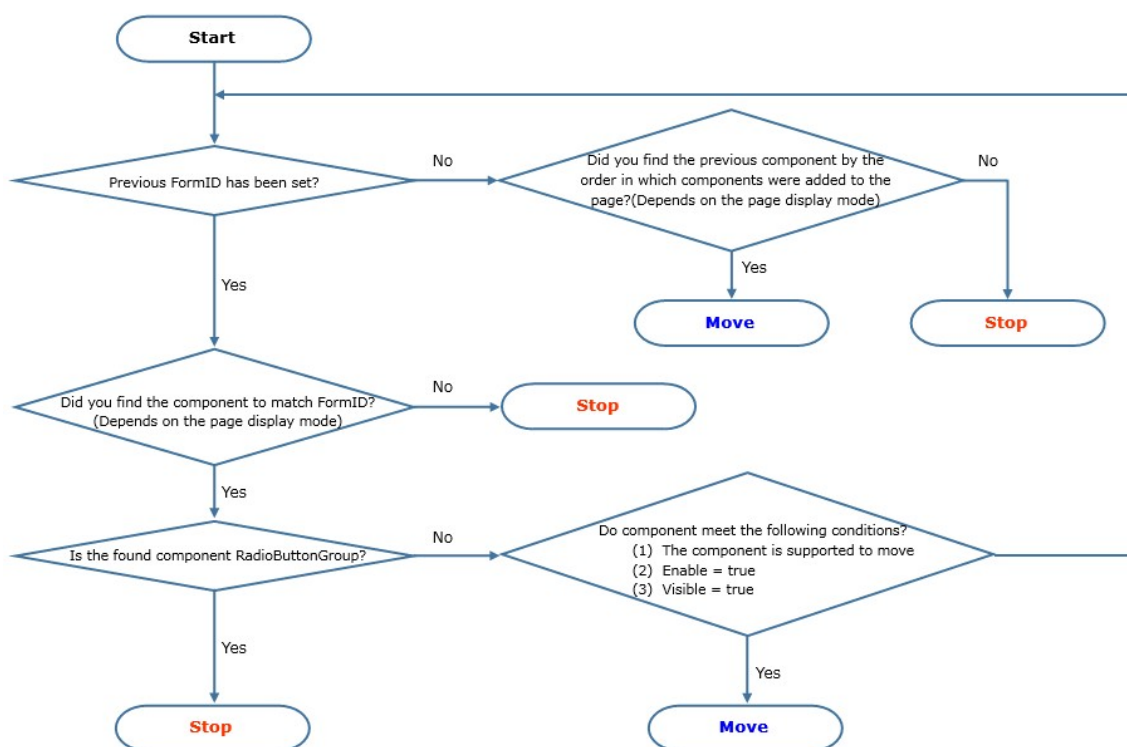 Start
No
Previous FormID has been set?
Did you find the previous component by the
order in which components were added to the
page?(Depends on the page display mode)
No
Yes
Yes
Move
Stop
Did you find the component to match FormID?
(Depends on the page display mode)
No
Stop
Yes
Is the found component RadioButtonGroup?
No
Do component meet the following conditions?
(1) The component is supported to move
(2) Enable = true
(3) Visible = true
Yes
Yes
Stop
Move